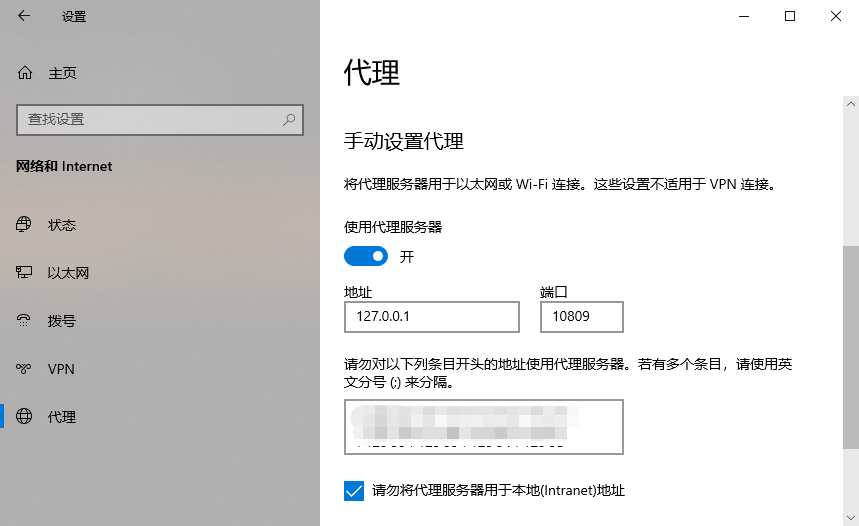 设置
主页
查找设置
网络和 Internet
状态
以太网
拨号
VPN
代理
代理
手动设置代理
将代理服务器用于以太网或 Wi-Fi 连接。这些设置不适用于 VPN 连接。
使用代理服务器
开
地址
端口
127.0.0.1
10809
请勿对以下列条目开头的地址使用代理服务器。若有多个条目，请使用英
文分号 (;) 来分隔。
请勿将代理服务器用于本地(Intranet)地址